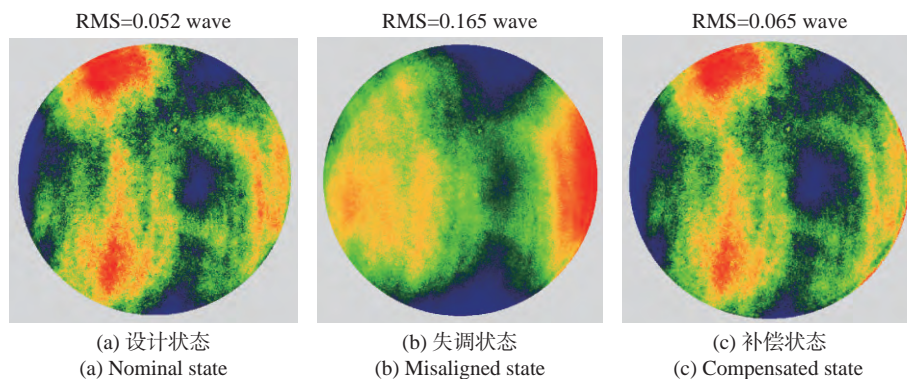 RMS=0.052 wave
RMS=0.165 wave
RMS=0.065 wave
(a) 设计状态
(a) Nominal state
(b) 失调状态
(b) Misaligned state
(c) 补偿状态
(c) Compensated state